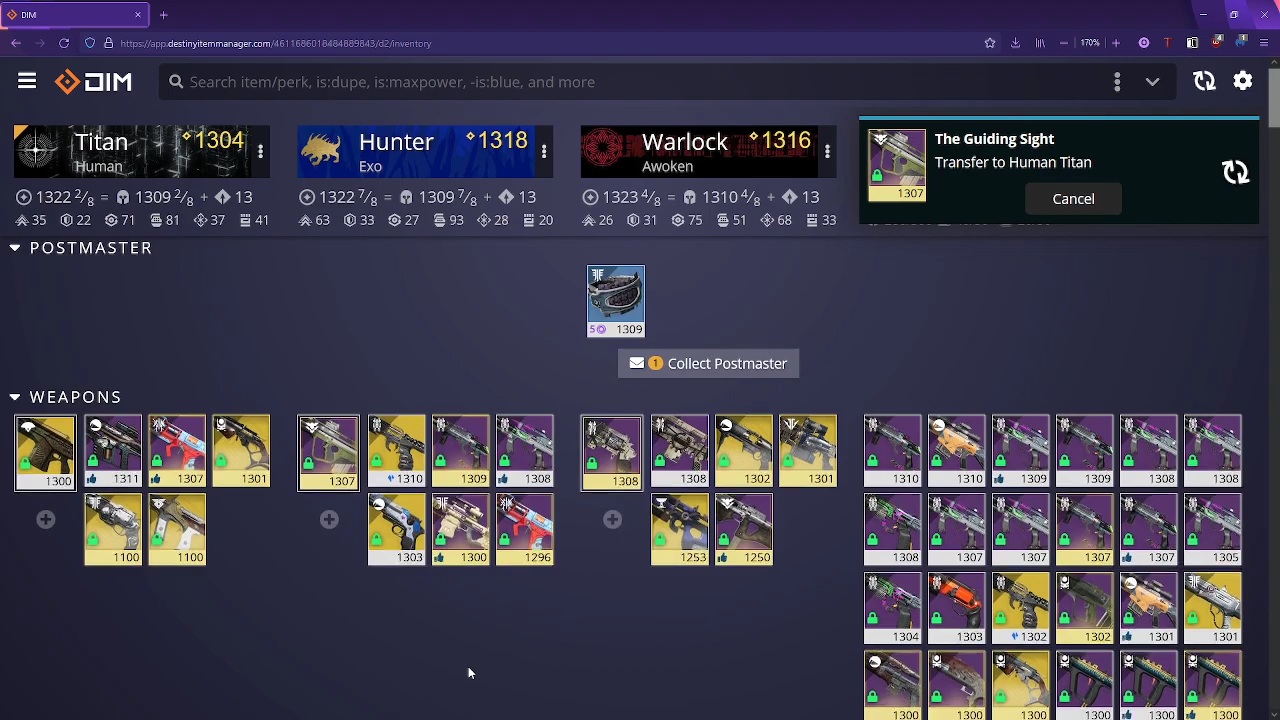 DIM
https://app.destinyitemmanager.com/4611686018484889843/d2/inventory
170%
DIM
Search item/perk, is:dupe, is:maxpower, -is:blue, and more
Titan 1304
Human
Hunter 1318
Exo
Warlock 1316
Awoken
The Guiding Sight
Transfer to Human Titan
1307
Cancel
1322 2/8 = 1309 2/8 + 13
1322 7/8 = 1309 7/8 + 13
1323 4/8 = 1310 4/8 + 13
35 22 71 81 37 41
63 33 27 93 28 20
26 31 75 51 68 33
POSTMASTER
5 1309
1 Collect Postmaster
WEAPONS
1300 1311 1307 1301 1307 1310 1309 1308 1308 1308 1302 1301 1310 1310 1309 1309 1308 1308
1100 1100 1303 1300 1296 1253 1250 1308 1307 1307 1307 1307 1305
1304 1303 1302 1302 1301 1301
1300 1300 1300 1300 1300 1300